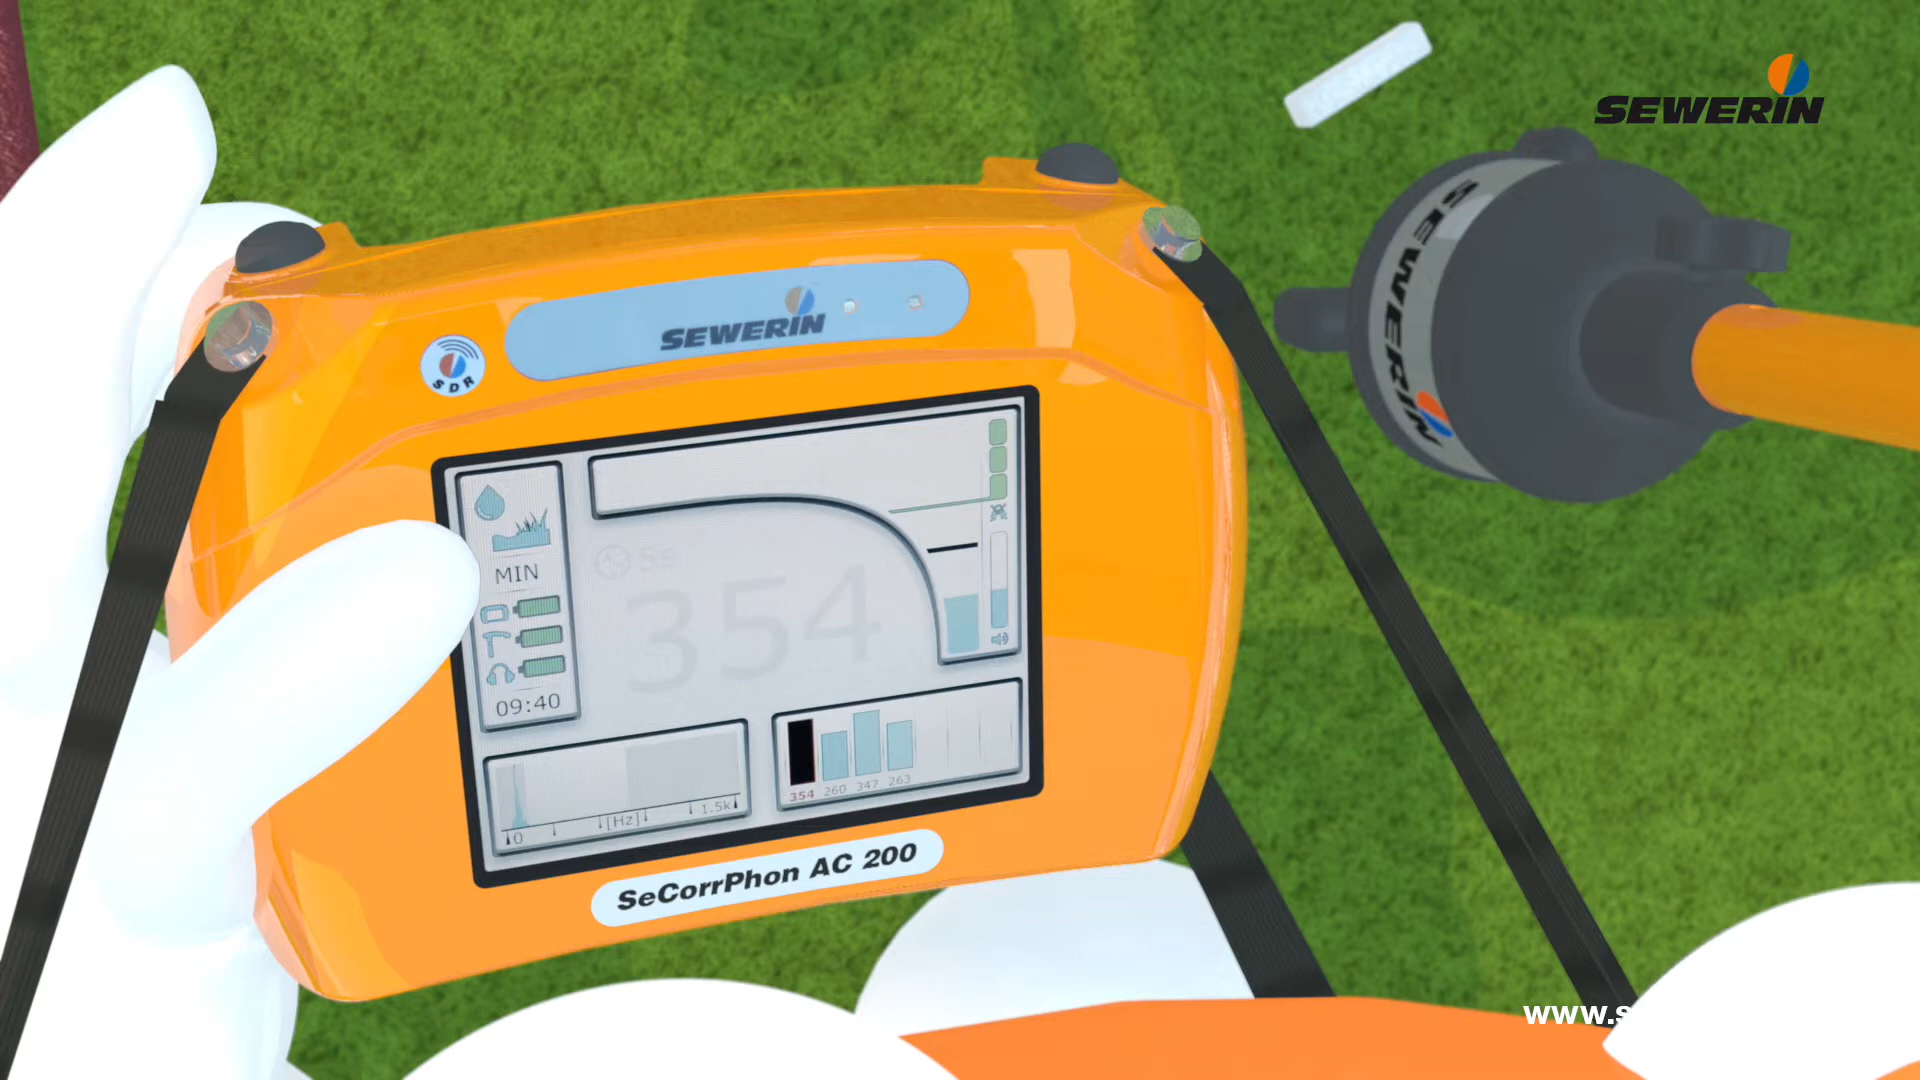 SEWERIN
SEWERIN
SEWERIN
SDR
5s
354
MIN
09:40
0 [Hz] 1.5k
354 260 347 263
SeCorrPhon AC 200
www.s